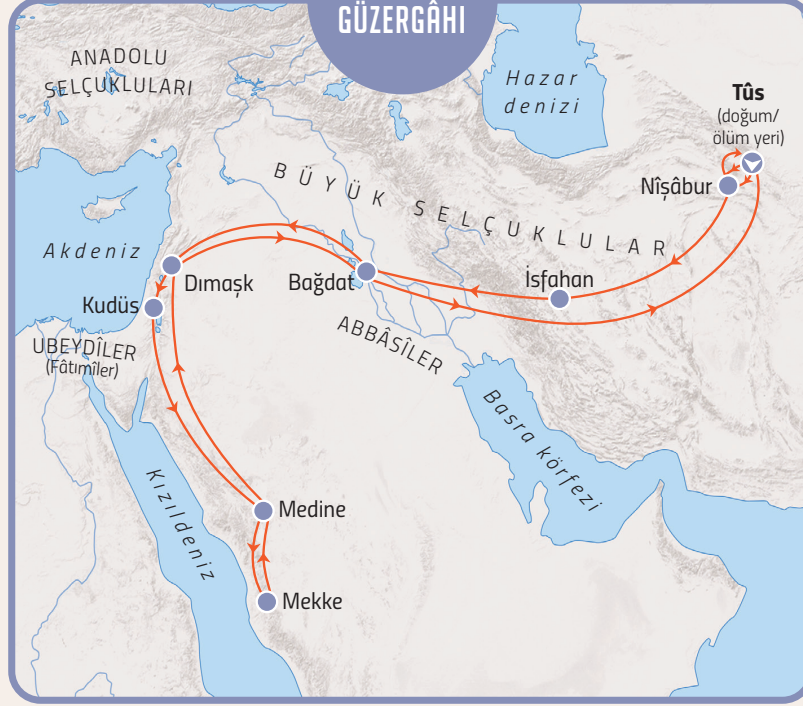 GÜZERGÂHI
ANADOLU
SELÇUKLULARI
Hazar
denizi
Tûs
(doğum/
ölüm yeri)
Nîşâbur
BÜYÜK SELÇUKLULAR
Akdeniz
Dımaşk
Bağdat
İsfahan
Kudüs
UBEYDÎLER
(Fâtımîler)
ABBÂSÎLER
Basra körfezi
Kızıldeniz
Medine
Mekke